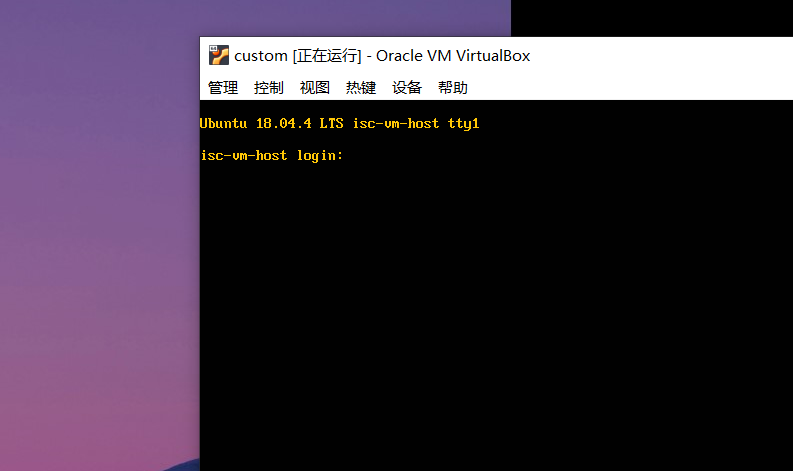 custom [正在运行] - Oracle VM VirtualBox
管理 控制 视图 热键 设备 帮助
Ubuntu 18.04.4 LTS isc-vm-host tty1
isc-vm-host login: